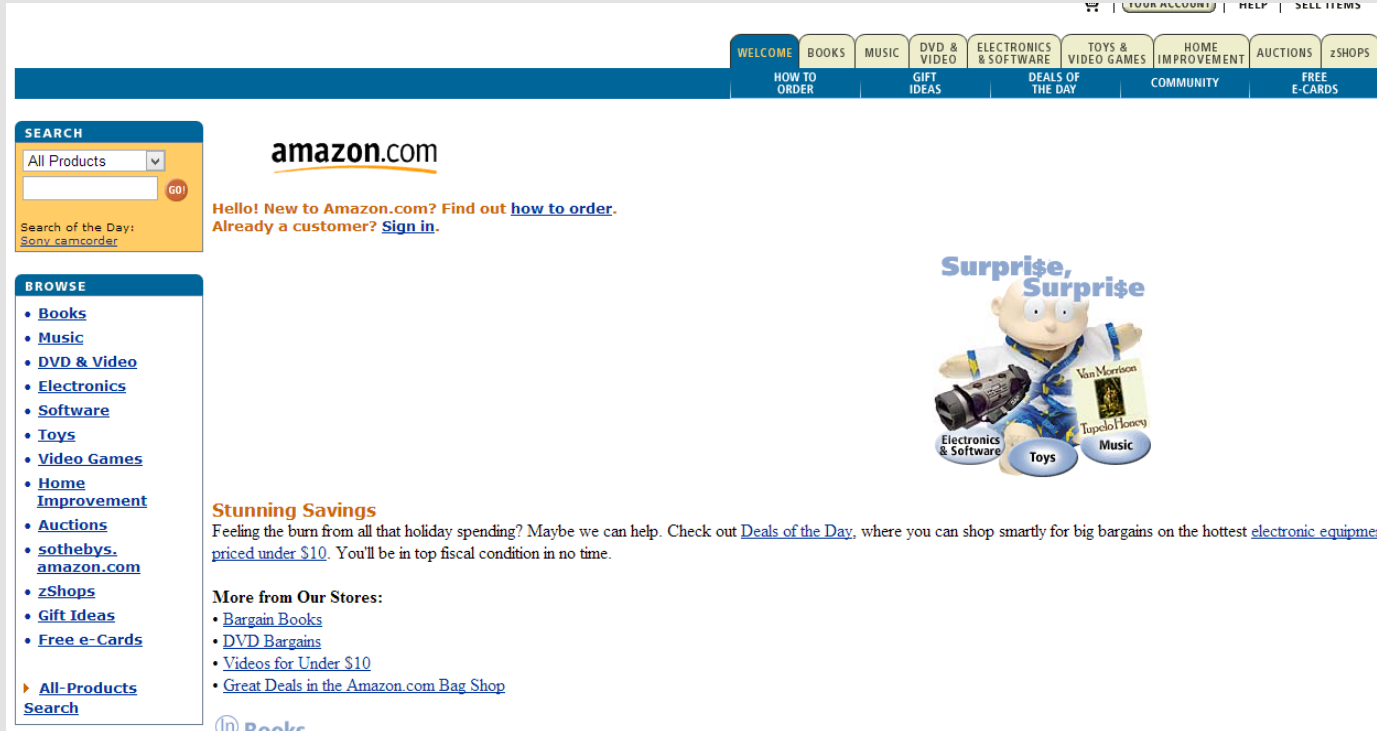 YOUR ACCOUNT | HELP | SELL ITEMS
WELCOME BOOKS MUSIC DVD & VIDEO ELECTRONICS & SOFTWARE TOYS & VIDEO GAMES HOME IMPROVEMENT AUCTIONS zSHOPS
HOW TO ORDER GIFT IDEAS DEALS OF THE DAY COMMUNITY FREE E-CARDS
SEARCH
All Products
GO!
Search of the Day:
Sony camcorder
BROWSE
• Books
• Music
• DVD & Video
• Electronics
• Software
• Toys
• Video Games
• Home
Improvement
• Auctions
• sothebys.
amazon.com
• zShops
• Gift Ideas
• Free e-Cards
All-Products
Search
amazon.com
Hello! New to Amazon.com? Find out how to order.
Already a customer? Sign in.
Surpri$e,
Surpri$e
Van Morrison
Tupelo Honey
Electronics
& Software
Toys
Music
Stunning Savings
Feeling the burn from all that holiday spending? Maybe we can help. Check out Deals of the Day, where you can shop smartly for big bargains on the hottest electronic equipme
priced under $10. You'll be in top fiscal condition in no time.
More from Our Stores:
• Bargain Books
• DVD Bargains
• Videos for Under $10
• Great Deals in the Amazon.com Bag Shop
In Books